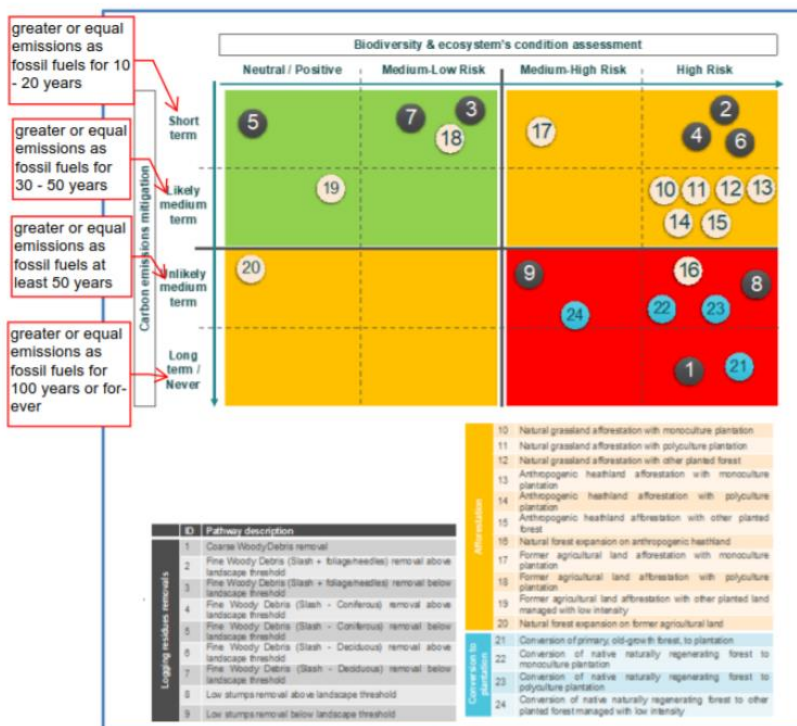 greater or equal
emissions as
fossil fuels for 10
- 20 years
greater or equal
emissions as
fossil fuels for
30 - 50 years
greater or equal
emissions as
fossil fuels at
least 50 years
greater or equal
emissions as
fossil fuels for
100 years or for-
ever
Biodiversity & ecosystem's condition assessment
Neutral / Positive
Medium-Low Risk
Medium-High Risk
High Risk
Carbon emissions mitigation
Short
term
Likely
medium
term
Unlikely
medium
term
Long
term /
Never
5
7
3
18
17
2
4
6
19
10
11
12
13
14
15
20
9
24
16
8
22
23
1
21
Logging residues removals
ID Pathway description
1 Coarse Woody Debris removal
2 Fine Woody Debris (Slash + foliage/needles) removal above
landscape threshold
3 Fine Woody Debris (Slash + foliage/needles) removal below
landscape threshold
4 Fine Woody Debris (Slash - Coniferous) removal above
landscape threshold
5 Fine Woody Debris (Slash - Coniferous) removal below
landscape threshold
6 Fine Woody Debris (Slash - Deciduous) removal above
landscape threshold
7 Fine Woody Debris (Slash - Deciduous) removal below
landscape threshold
8 Low stumps removal above landscape threshold
9 Low stumps removal below landscape threshold
Afforestation
10 Natural grassland afforestation with monoculture plantation
11 Natural grassland afforestation with polyculture plantation
12 Natural grassland afforestation with other planted forest
13 Anthropogenic heathland afforestation with monoculture
plantation
14 Anthropogenic heathland afforestation with polyculture
plantation
15 Anthropogenic heathland afforestation with other planted
forest
16 Natural forest expansion on anthropogenic heathland
17 Former agricultural land afforestation with monoculture
plantation
18 Former agricultural land afforestation with polyculture
plantation
19 Former agricultural land afforestation with other planted land
managed with low intensity
20 Natural forest expansion on former agricultural land
Conversion to
plantation
21 Conversion of primary, old-growth forest, to plantation
22 Conversion of native naturally regenerating forest to
monoculture plantation
23 Conversion of native naturally regenerating forest to
polyculture plantation
24 Conversion of native naturally regenerating forest to other
planted forest managed with low intensity